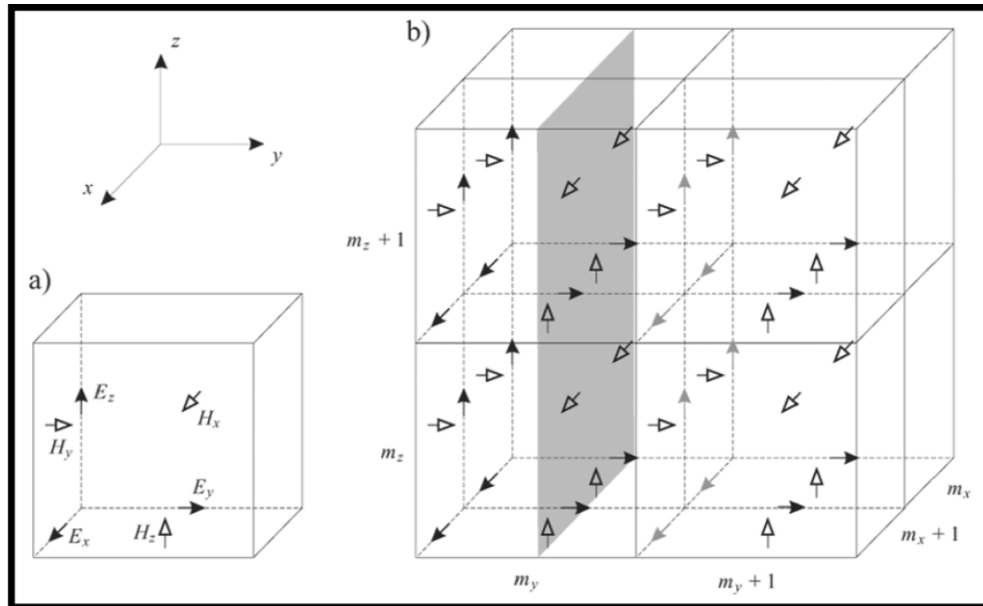 b)
z
y
x
m_z + 1
a)
E_z
H_x
H_y
m_z
E_y
m_x
E_x
H_z
m_x + 1
m_y
m_y + 1